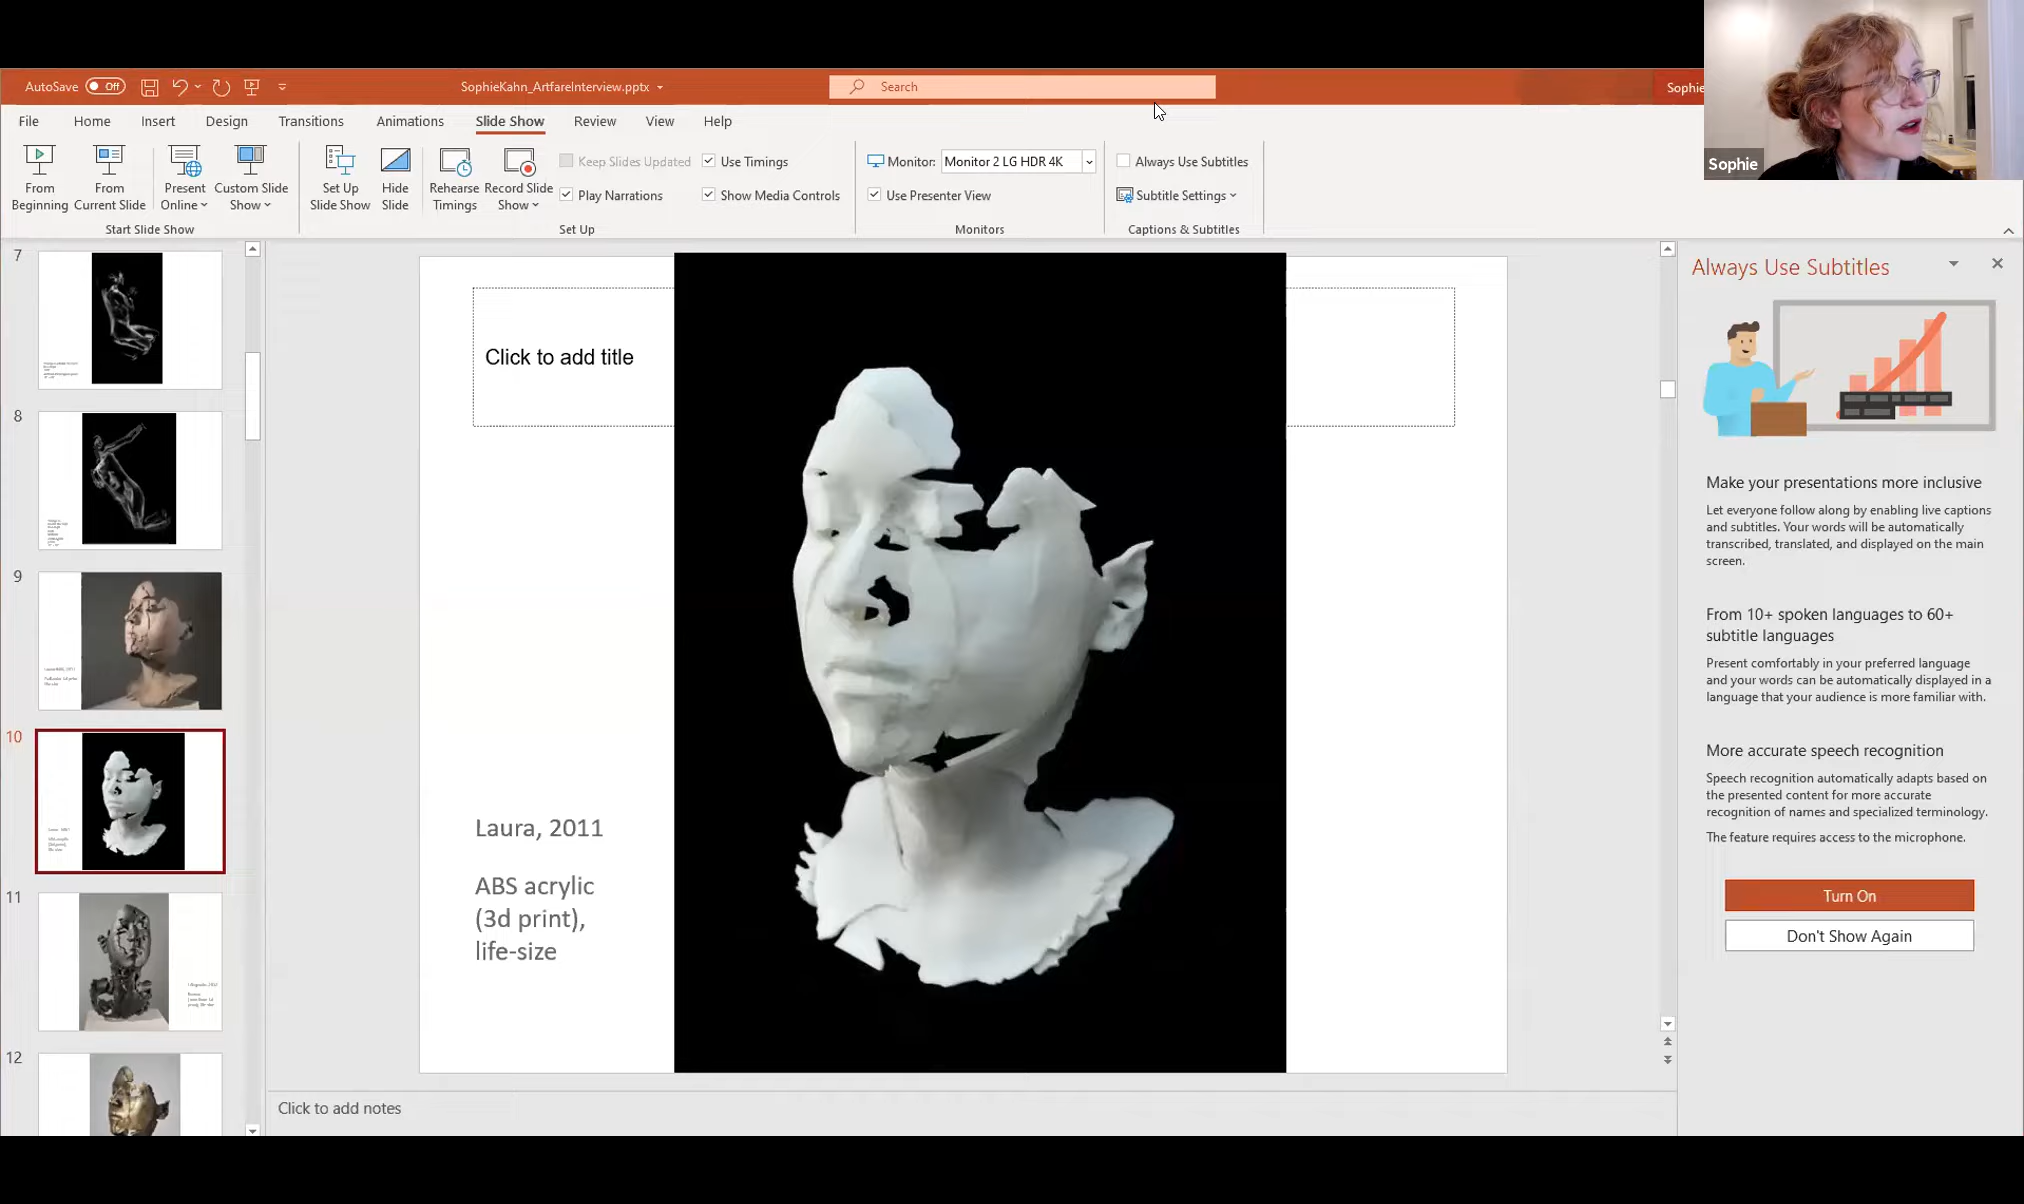 AutoSave Off SophieKahn_ArtfareInterview.pptx Search Sophie
Sophie
File Home Insert Design Transitions Animations Slide Show Review View Help
From Beginning
From Current Slide
Present Online
Custom Slide Show
Start Slide Show
Set Up Slide Show
Hide Slide
Rehearse Timings
Record Slide Show
Keep Slides Updated
Play Narrations
Use Timings
Show Media Controls
Set Up
Monitor: Monitor 2 LG HDR 4K
Use Presenter View
Monitors
Always Use Subtitles
Subtitle Settings
Captions & Subtitles
7
8
9
10
11
12
Click to add title
Laura, 2011
ABS acrylic
(3d print),
life-size
Click to add notes
Always Use Subtitles
Make your presentations more inclusive
Let everyone follow along by enabling live captions
and subtitles. Your words will be automatically
transcribed, translated, and displayed on the main
screen.
From 10+ spoken languages to 60+
subtitle languages
Present comfortably in your preferred language
and your words can be automatically displayed in a
language that your audience is more familiar with.
More accurate speech recognition
Speech recognition automatically adapts based on
the presented content for more accurate
recognition of names and specialized terminology.
The feature requires access to the microphone.
Turn On
Don't Show Again